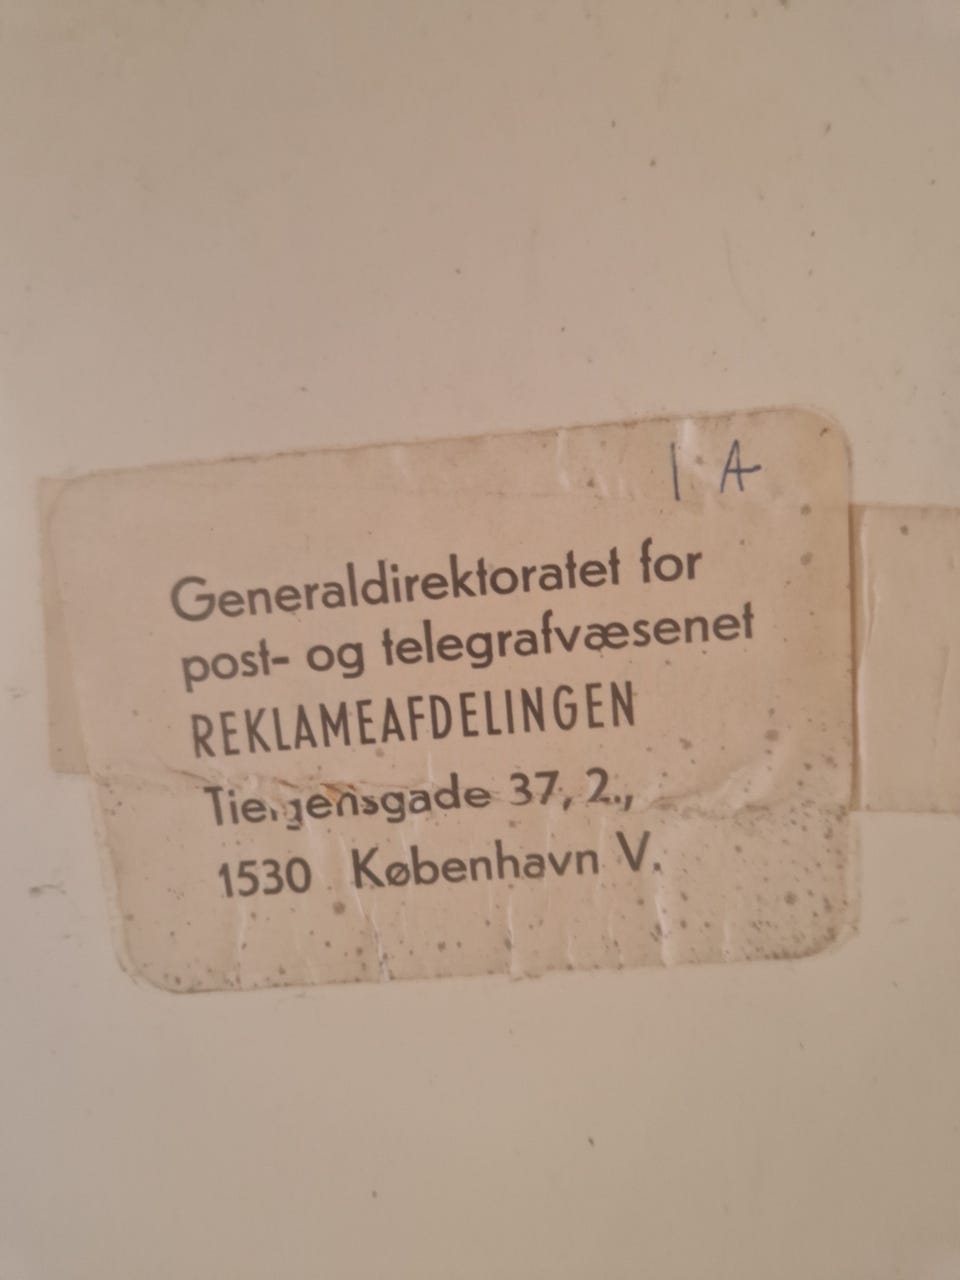 1 A
Generaldirektoratet for
post- og telegrafvæsenet
REKLAMEAFDELINGEN
Tietgensgade 37, 2.,
1530 København V.